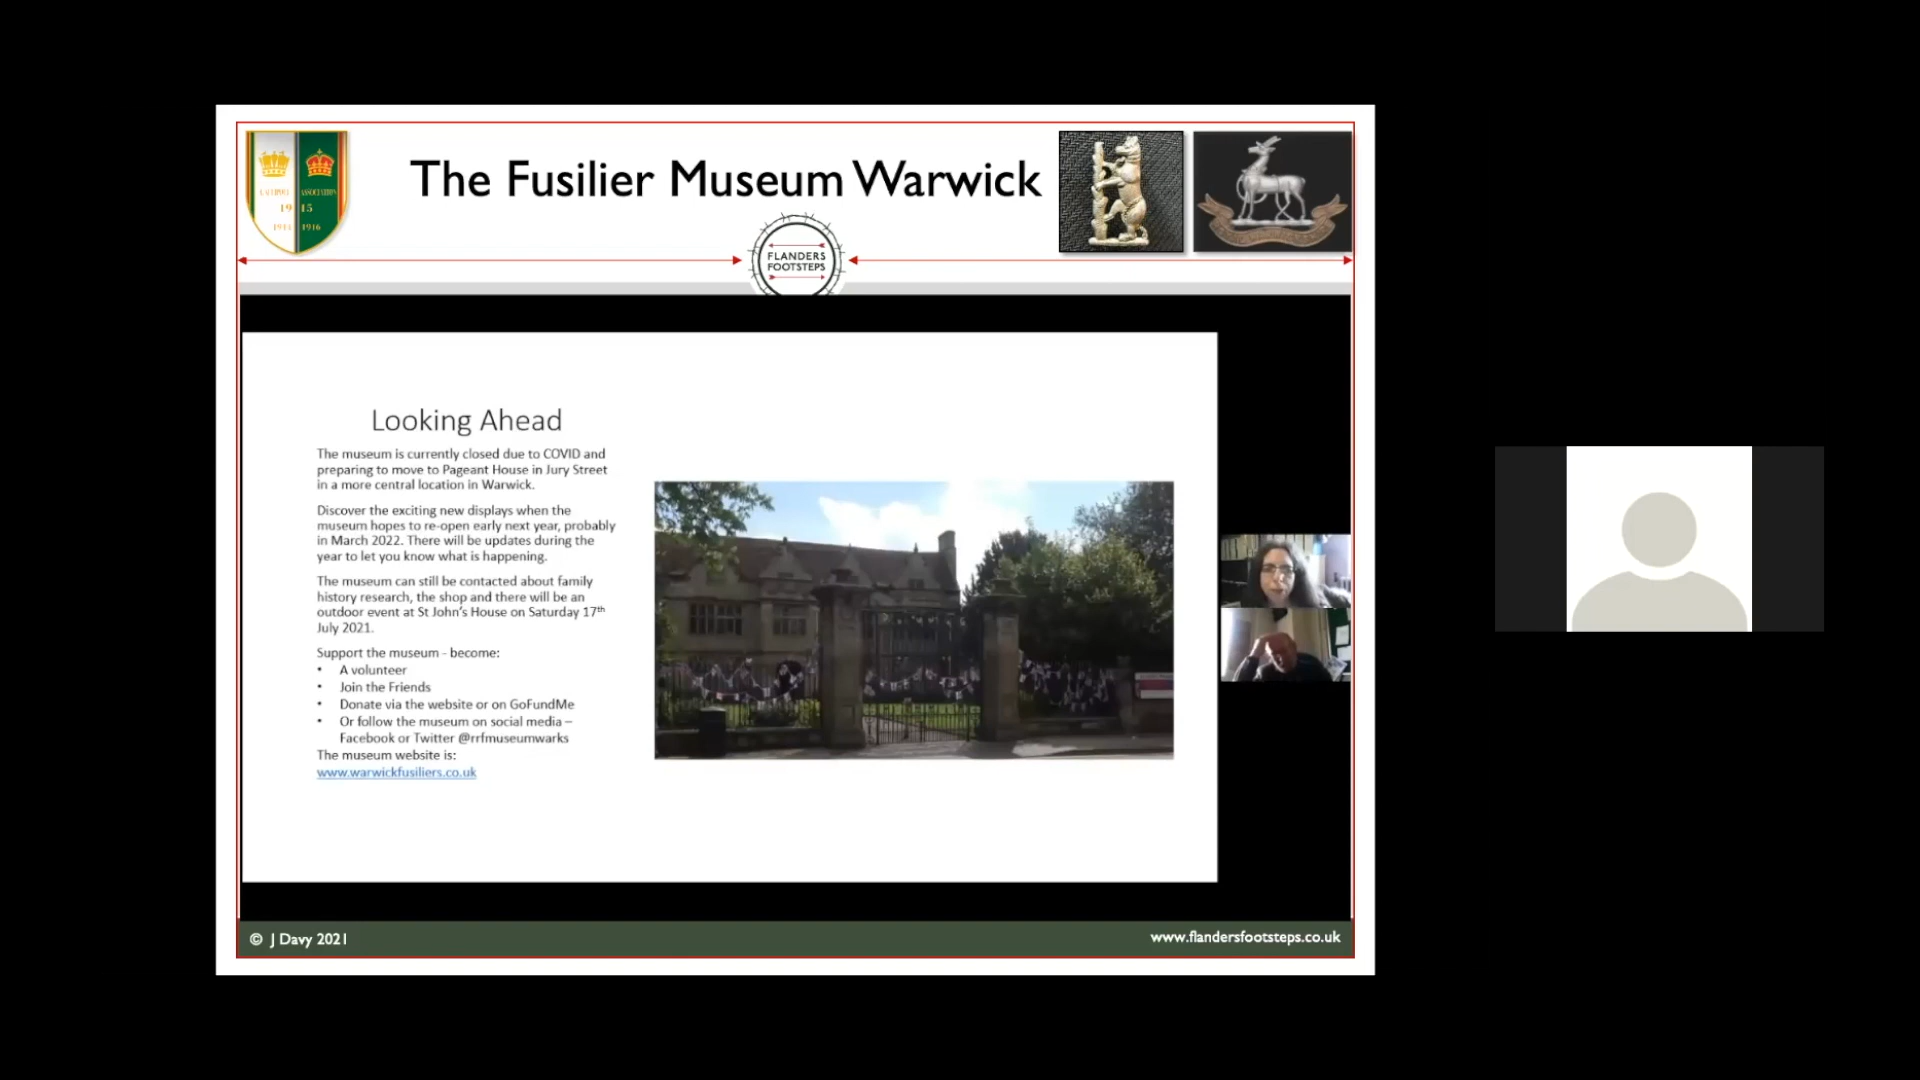 The Fusilier Museum Warwick
19 15
1915 1916
FLANDERS
FOOTSTEPS
Looking Ahead
The museum is currently closed due to COVID and
preparing to move to Pageant House in Jury Street
in a more central location in Warwick.
Discover the exciting new displays when the
museum hopes to re-open early next year, probably
in March 2022. There will be updates during the
year to let you know what is happening.
The museum can still be contacted about family
history research, the shop and there will be an
outdoor event at St John's House on Saturday 17th
July 2021.
Support the museum - become:
• A volunteer
• Join the Friends
• Donate via the website or on GoFundMe
• Or follow the museum on social media –
Facebook or Twitter @rrfmuseumwarks
The museum website is:
www.warwickfusiliers.co.uk
© J Davy 2021
www.flandersfootsteps.co.uk